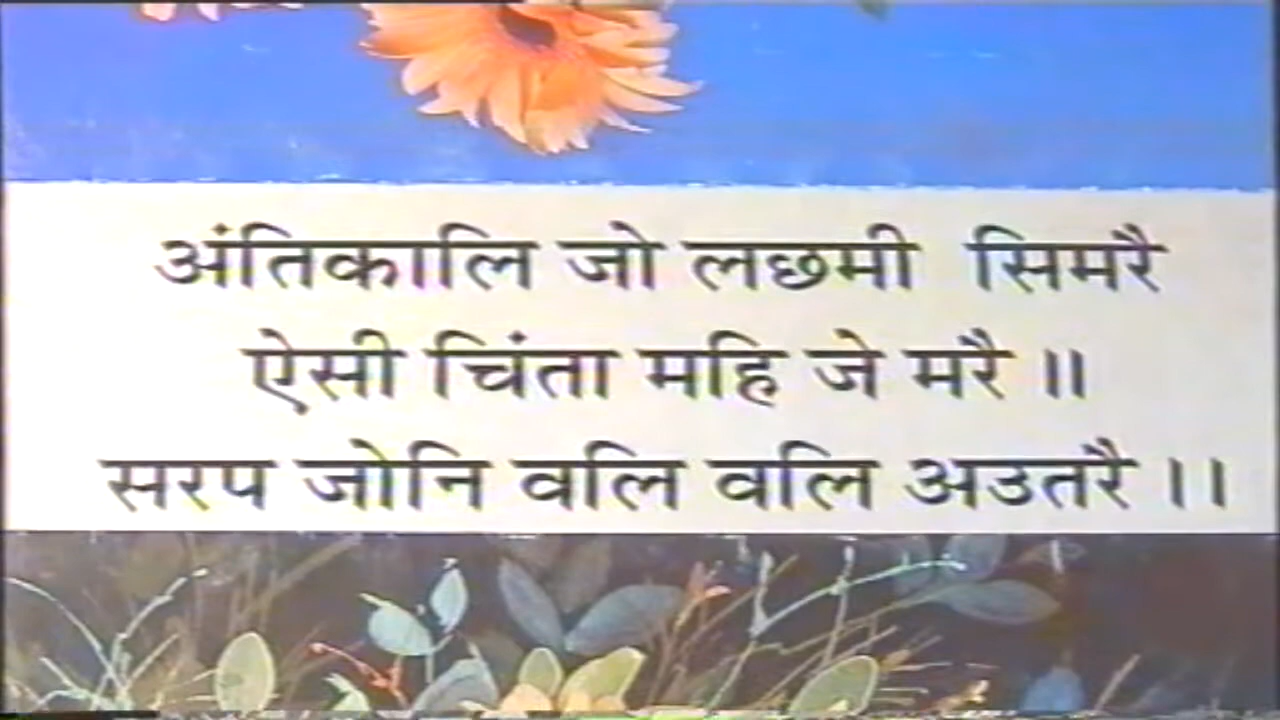 अंतिकालि जो लछमी सिमरै
ऐसी चिंता महि जे मरै ॥
सरप जोनि वलि वलि अउतरै ।।